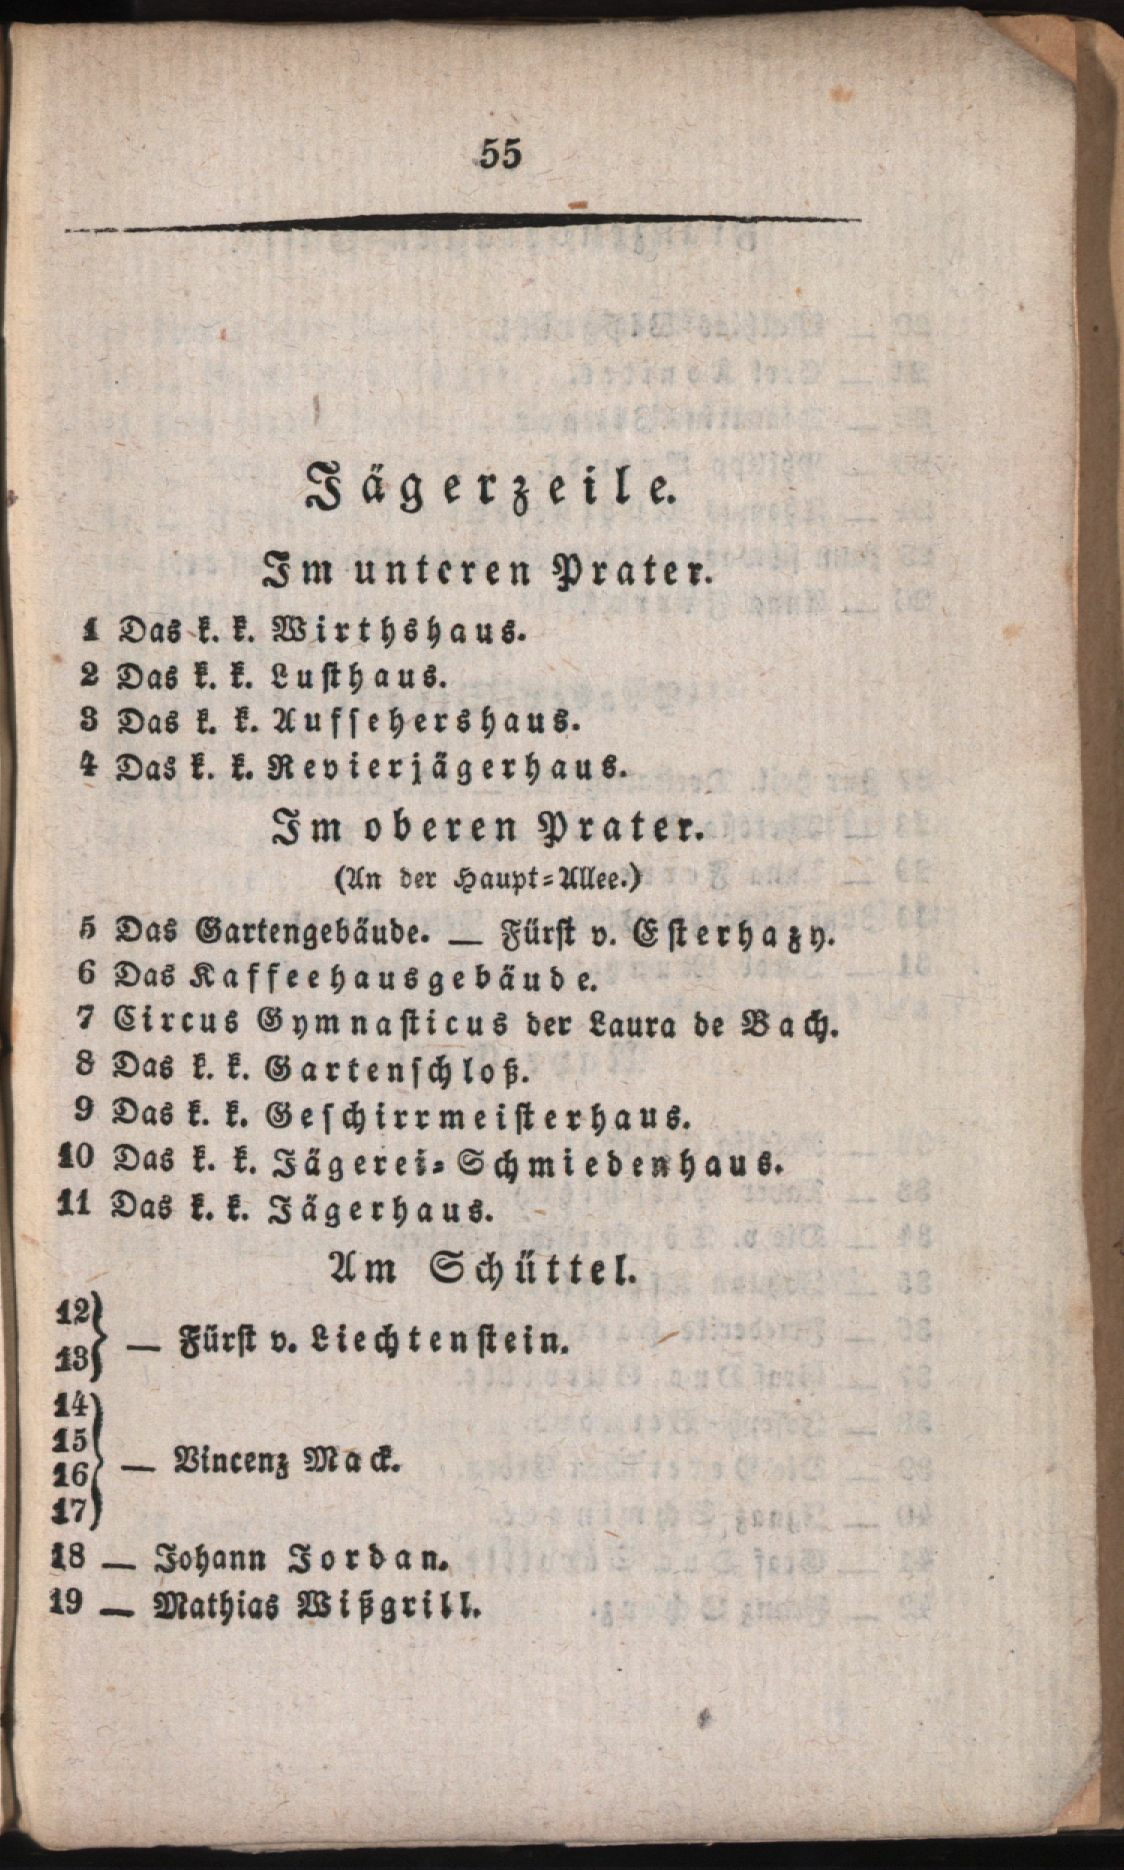 55
Jägerzeile.
Im unteren Prater.
1 Das k. k. Wirthshaus.
2 Das k. k. Lusthaus.
3 Das k. k. Aufsehershaus.
4 Das k. k. Revierjägerhaus.
Im oberen Prater.
(An der Haupt-Allee.)
5 Das Gartengebäude. — Fürst v. Esterhazy.
6 Das Kaffeehausgebäude.
7 Circus Gymnasticus der Laura de Bach.
8 Das k. k. Gartenschloß.
9 Das k. k. Geschirrmeisterhaus.
10 Das k. k. Jägerei-Schmiedenhaus.
11 Das k. k. Jägerhaus.
Am Schüttel.
12
13 } — Fürst v. Liechtenstein.
14
15
16 } — Vincenz Mack.
17
18 — Johann Jordan.
19 — Mathias Wißgrill.